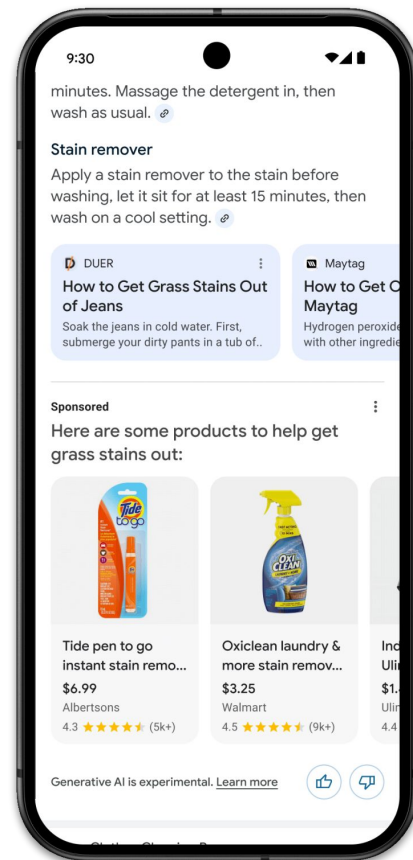 9:30
minutes. Massage the detergent in, then
wash as usual.
Stain remover
Apply a stain remover to the stain before
washing, let it sit for at least 15 minutes, then
wash on a cool setting.
DUER
How to Get Grass Stains Out
of Jeans
Soak the jeans in cold water. First,
submerge your dirty pants in a tub of..
Maytag
How to Get
Maytag
Hydrogen peroxide
with other
Sponsored
Here are some products to help get
grass stains out:
Tide
to go
OXI
CLEAN
Tide pen to go
instant stain remo...
$6.99
Albertsons
4.3 (5k+)
Oxiclean laundry &
more stain remov...
$3.25
Walmart
4.5 (9k+)
Ind
$1.
4.4
Generative AI is experimental. Learn more